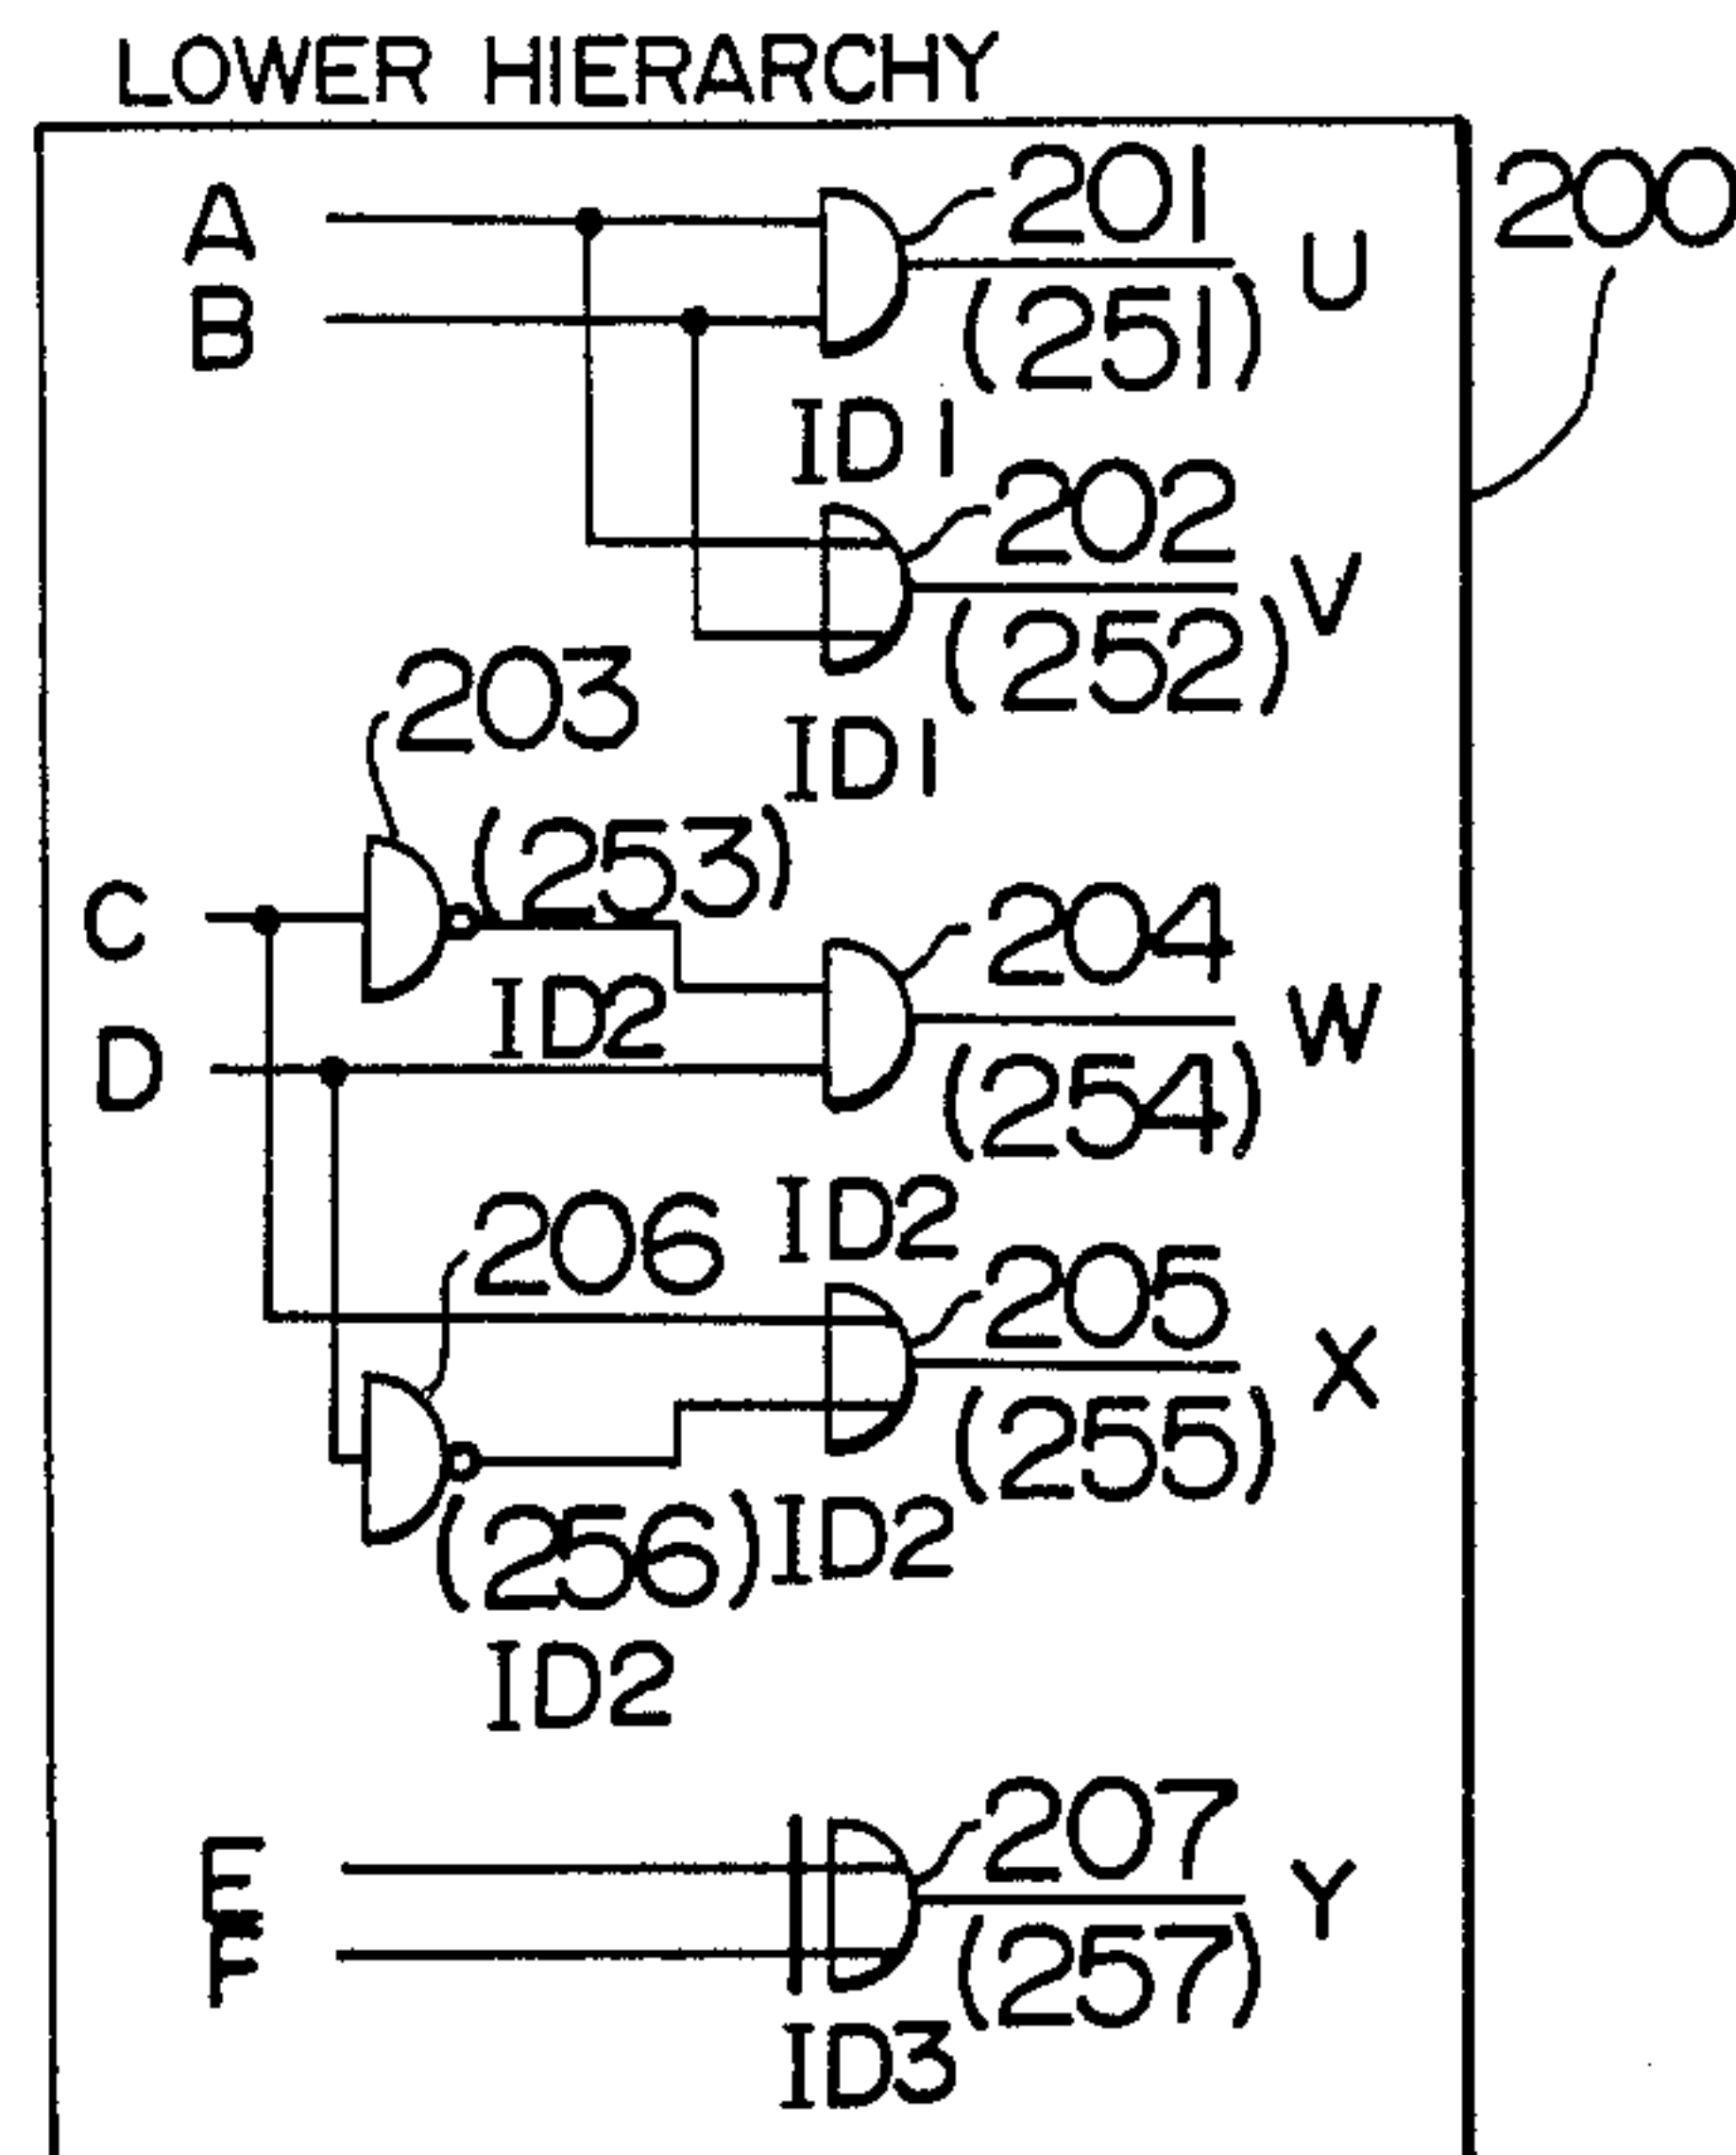 LOWER HIERARCHY
200
A
201
U
B
(251)
ID1
202
V
(252)
203
ID1
(253)
C
204
ID2
W
D
(254)
206
ID2
205
X
(255)
(256)
ID2
ID2
207
E
Y
F
(257)
ID3